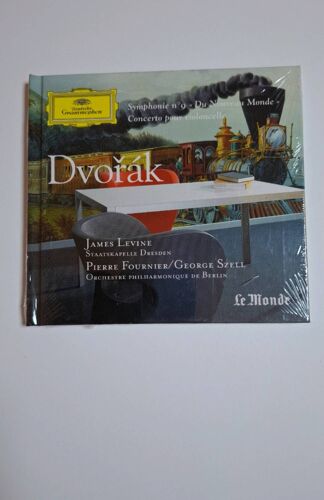 Deutsche
Grammophon
Symphonie n°9 « Du Nouveau Monde »
Concerto pour violoncelle
Dvořák
James Levine
Staatskapelle Dresden
Pierre Fournier/George Szell
Orchestre philharmonique de Berlin
Le Monde